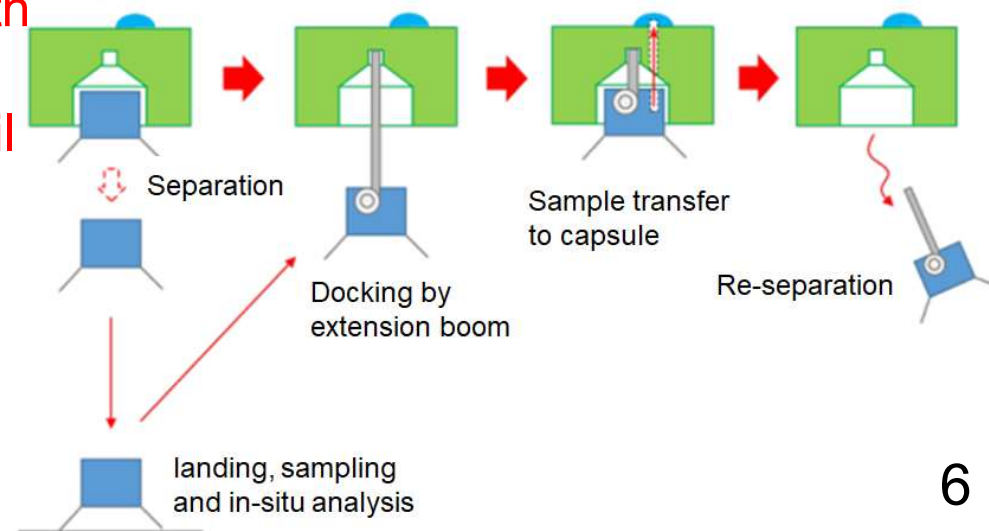 Separation
Docking by
extension boom
Sample transfer
to capsule
Re-separation
landing, sampling
and in-situ analysis
6